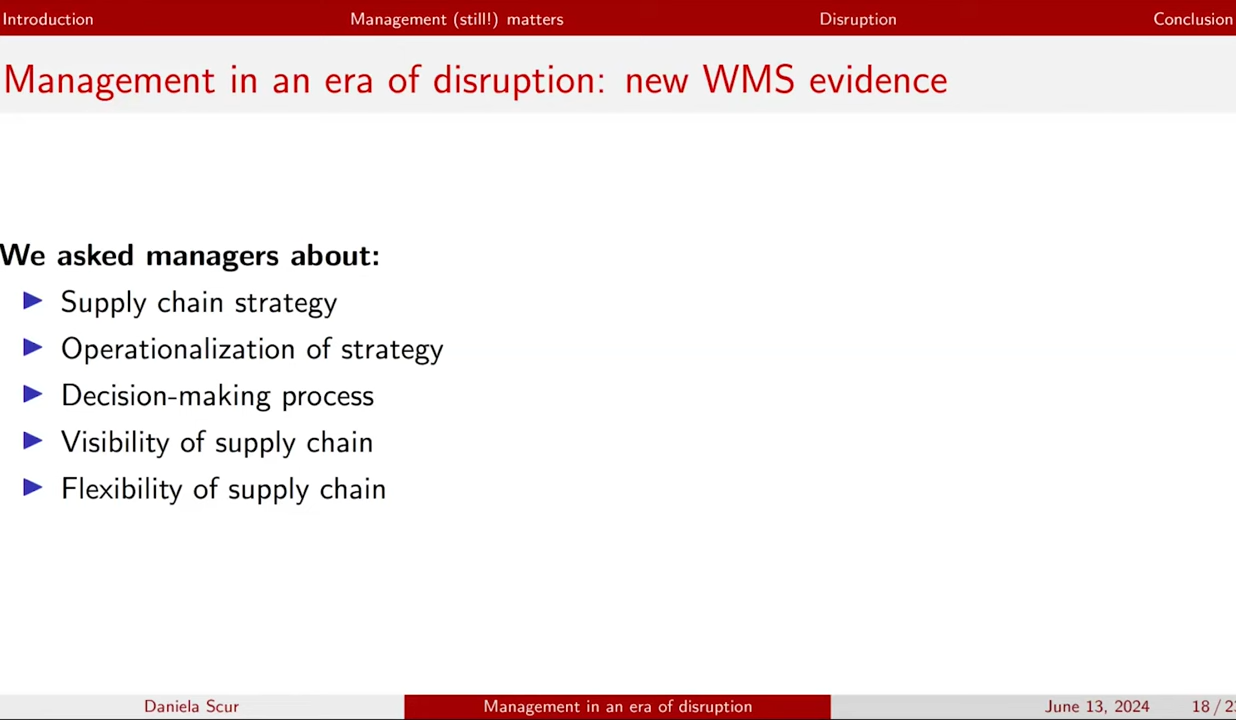 Introduction
Management (still!) matters
Disruption
Conclusion
Management in an era of disruption: new WMS evidence
We asked managers about:
Supply chain strategy
Operationalization of strategy
Decision-making process
Visibility of supply chain
Flexibility of supply chain
Daniela Scur
Management in an era of disruption
June 13, 2024
18 /